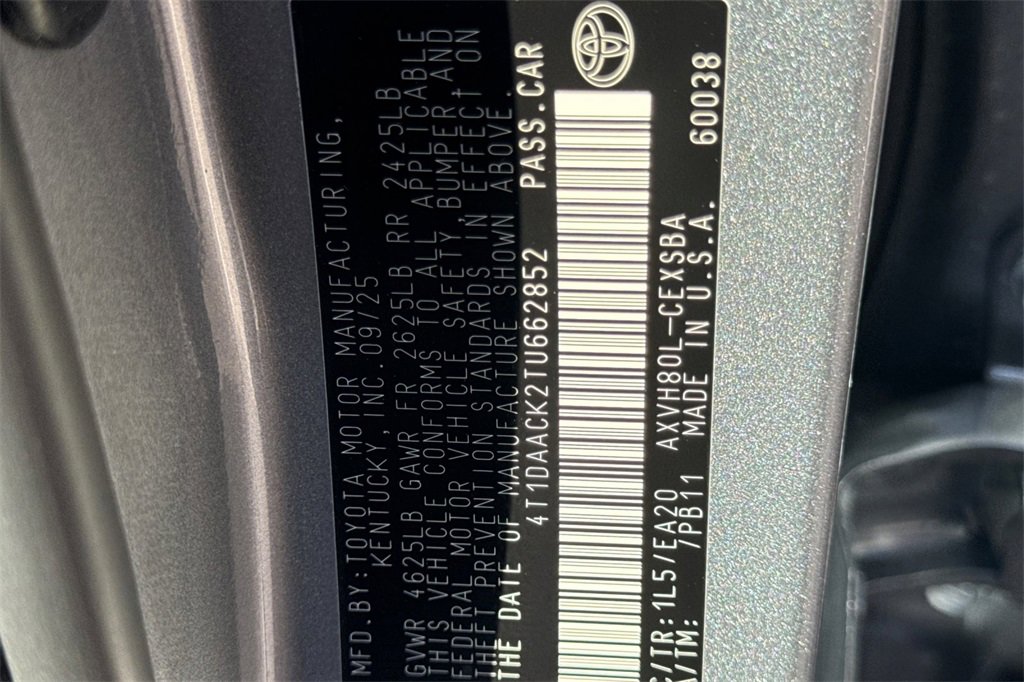 MFD.BY:TOYOTA MOTOR MANUFACTURING,
KENTUCKY, INC.09/25
GVWR 4625LB GAWR FR 2625LB RR 2425LB
THIS VEHICLE CONFORMS TO ALL APPLICABLE
FEDERAL MOTOR VEHICLE SAFETY, BUMPER AND
THEFT PREVENTION STANDARDS IN EFFECT ON
THE DATE OF MANUFACTURE SHOWN ABOVE.
4T1DAACK2TU662852 PASS.CAR
C/TR:1L5/EA20 AXVH80L-CEXSBA
A/TM: /PB11 MADE IN U.S.A. 60038